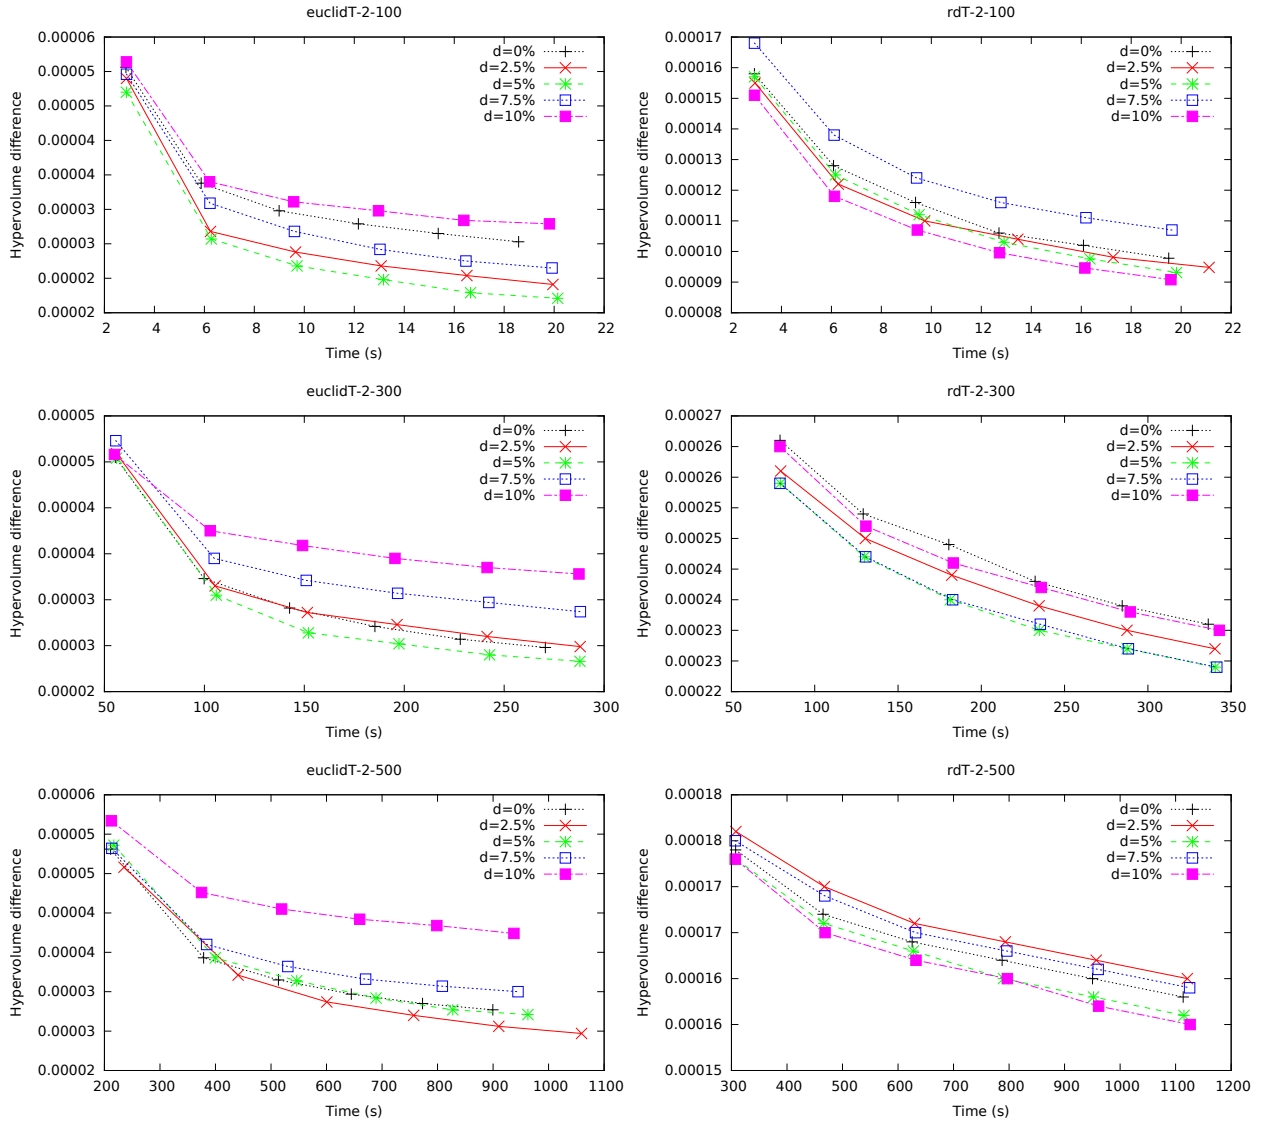 euclidT-2-100
0.00006
0.00005
0.00005
0.00004
0.00004
0.00003
0.00003
0.00002
0.00002
Hypervolume difference
d=0%
d=2.5%
d=5%
d=7.5%
d=10%
2 4 6 8 10 12 14 16 18 20 22
Time (s)
rdT-2-100
0.00017
0.00016
0.00015
0.00014
0.00013
0.00012
0.00011
0.00010
0.00009
0.00008
Hypervolume difference
d=0%
d=2.5%
d=5%
d=7.5%
d=10%
2 4 6 8 10 12 14 16 18 20 22
Time (s)
euclidT-2-300
0.00005
0.00005
0.00004
0.00004
0.00003
0.00003
0.00002
Hypervolume difference
d=0%
d=2.5%
d=5%
d=7.5%
d=10%
50 100 150 200 250 300
Time (s)
rdT-2-300
0.00027
0.00026
0.00026
0.00025
0.00025
0.00024
0.00024
0.00023
0.00023
0.00022
Hypervolume difference
d=0%
d=2.5%
d=5%
d=7.5%
d=10%
50 100 150 200 250 300 350
Time (s)
euclidT-2-500
0.00006
0.00005
0.00005
0.00004
0.00004
0.00003
0.00003
0.00002
Hypervolume difference
d=0%
d=2.5%
d=5%
d=7.5%
d=10%
200 300 400 500 600 700 800 900 1000 1100
Time (s)
rdT-2-500
0.00018
0.00018
0.00017
0.00017
0.00016
0.00016
0.00015
Hypervolume difference
d=0%
d=2.5%
d=5%
d=7.5%
d=10%
300 400 500 600 700 800 900 1000 1100 1200
Time (s)